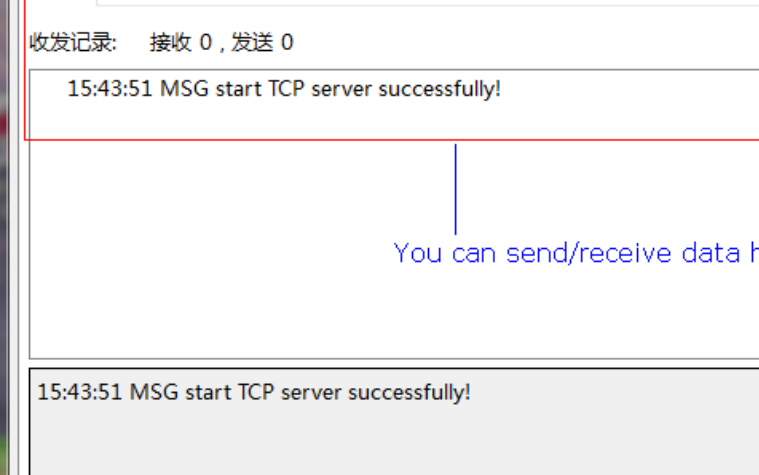 收发记录: 接收 0 , 发送 0
15:43:51 MSG start TCP server successfully!
You can send/receive data
15:43:51 MSG start TCP server successfully!